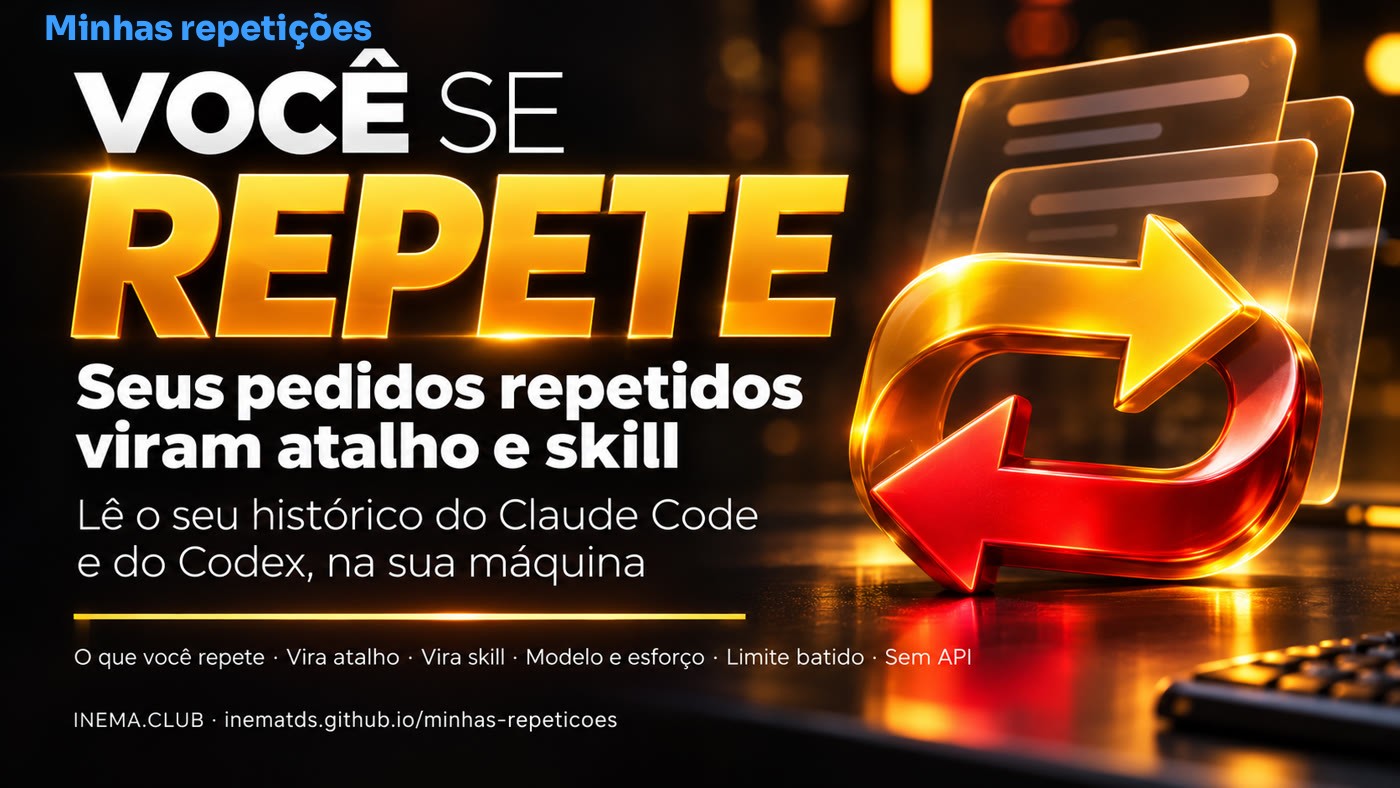 Minhas repetições
VOCÊ SE
REPETE
Seus pedidos repetidos
viram atalho e skill
Lê o seu histórico do Claude Code
e do Codex, na sua máquina
O que você repete · Vira atalho · Vira skill · Modelo e esforço · Limite batido · Sem API
INEMA.CLUB · inematds.github.io/minhas-repeticoes